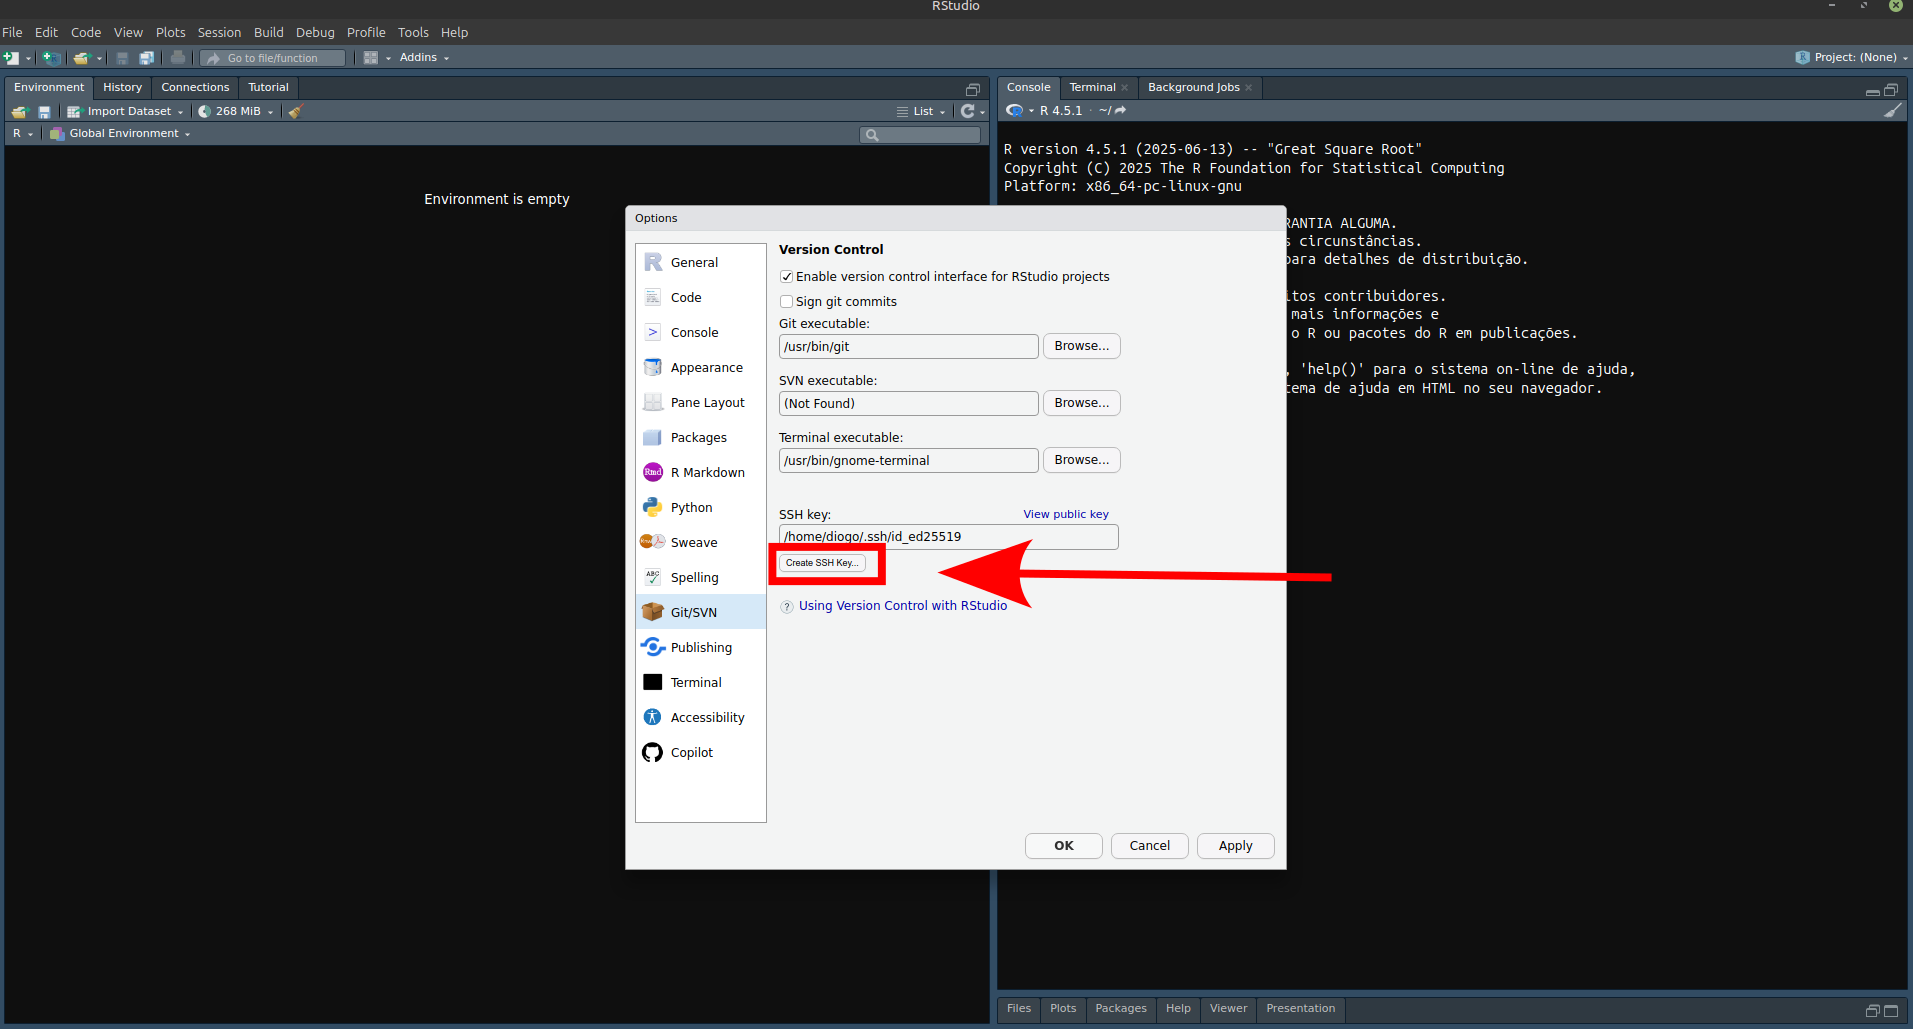 RStudio
File Edit Code View Plots Session Build Debug Profile Tools Help
Go to file/function
Addins
Project: (None)
Environment History Connections Tutorial
Import Dataset 268 MiB List
R Global Environment
Environment is empty
Console Terminal Background Jobs
R 4.5.1 · ~/
R version 4.5.1 (2025-06-13) -- "Great Square Root"
Copyright (C) 2025 The R Foundation for Statistical Computing
Platform: x86_64-pc-linux-gnu
RANTIA ALGUMA.
s circunstâncias.
para detalhes de distribuição.
itos contribuidores.
mais informações e
o R ou pacotes do R em publicações.
, 'help()' para o sistema on-line de ajuda,
tema de ajuda em HTML no seu navegador.
Options
General
Code
Console
Appearance
Pane Layout
Packages
Rmd R Markdown
Python
Sweave
ABC Spelling
Git/SVN
Publishing
Terminal
Accessibility
Copilot
Version Control
Enable version control interface for RStudio projects
Sign git commits
Git executable:
/usr/bin/git Browse...
SVN executable:
(Not Found) Browse...
Terminal executable:
/usr/bin/gnome-terminal Browse...
SSH key: View public key
/home/diogo/.ssh/id_ed25519
Create SSH Key...
? Using Version Control with RStudio
OK Cancel Apply
Files Plots Packages Help Viewer Presentation